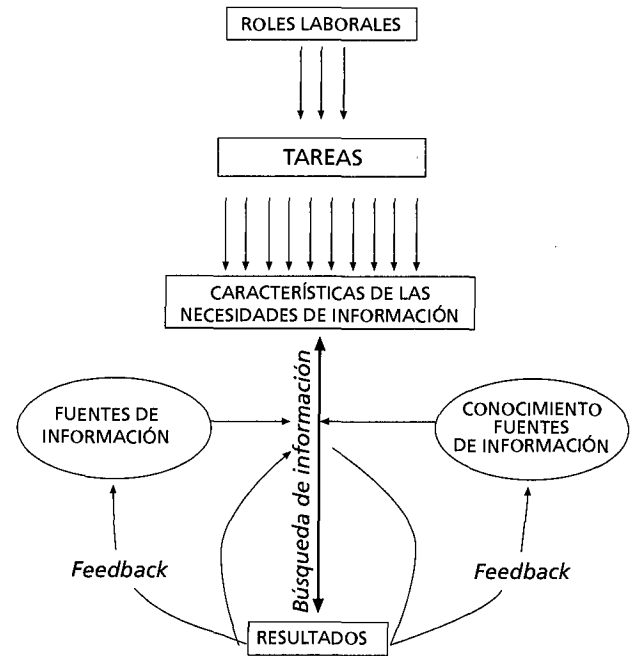 ROLES LABORALES
TAREAS
CARACTERÍSTICAS DE LAS
NECESIDADES DE INFORMACIÓN
Búsqueda de información
FUENTES DE
INFORMACIÓN
CONOCIMIENTO
FUENTES
DE INFORMACIÓN
Feedback
Feedback
RESULTADOS